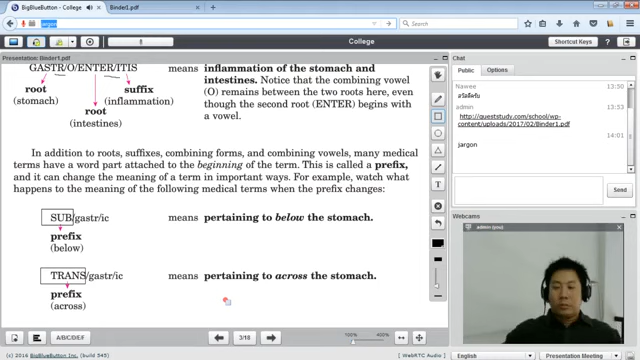 BigBlueButton - College
Binder1.pdf
jargon
College
Shortcut Keys
Presentation: Binder1.pdf
GASTR/O/ENTER/ITIS means inflammation of the stomach and
root suffix intestines. Notice that the combining vowel
(stomach) (inflammation) (O) remains between the two roots here, even
root though the second root (ENTER) begins with
(intestines) a vowel.
In addition to roots, suffixes, combining forms, and combining vowels, many medical
terms have a word part attached to the beginning of the term. This is called a prefix,
and it can change the meaning of a term in important ways. For example, watch what
happens to the meaning of the following medical terms when the prefix changes:
SUB/gastr/ic means pertaining to below the stomach.
prefix
(below)
TRANS/gastr/ic means pertaining to across the stomach.
prefix
(across)
A/B/C/DEF
3/18
100% 400%
(c) 2016 BigBlueButton Inc. (build 545)
[ WebRTC Audio ]
Chat
Public Options
Nawee 13:50
สวัสดีครับ
admin 13:53
http://queststudy.com/school/wp-
content/uploads/2017/02/Binder1.pdf
14:01
jargon
Send
Webcams
admin (you)
English
Presentation Meeting